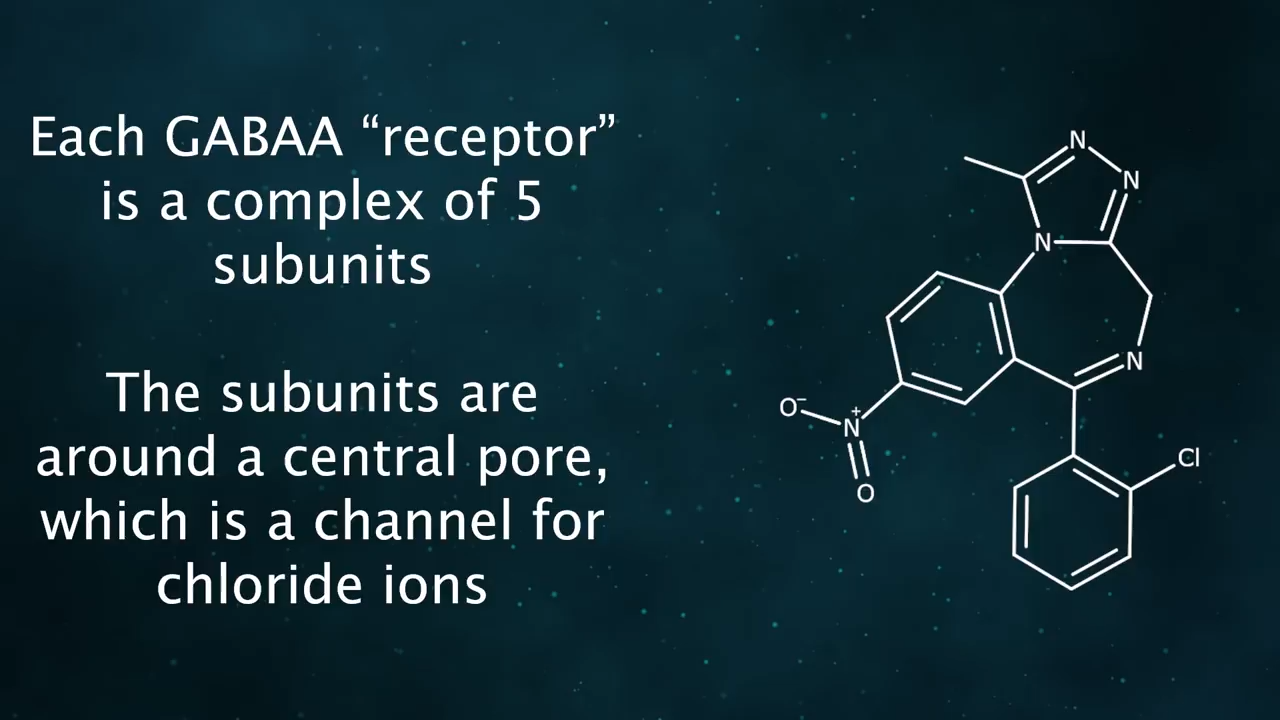 Each GABAA “receptor”
is a complex of 5
subunits
The subunits are
around a central pore,
which is a channel for
chloride ions
N
N
N
N
O⁻
N⁺
O
Cl